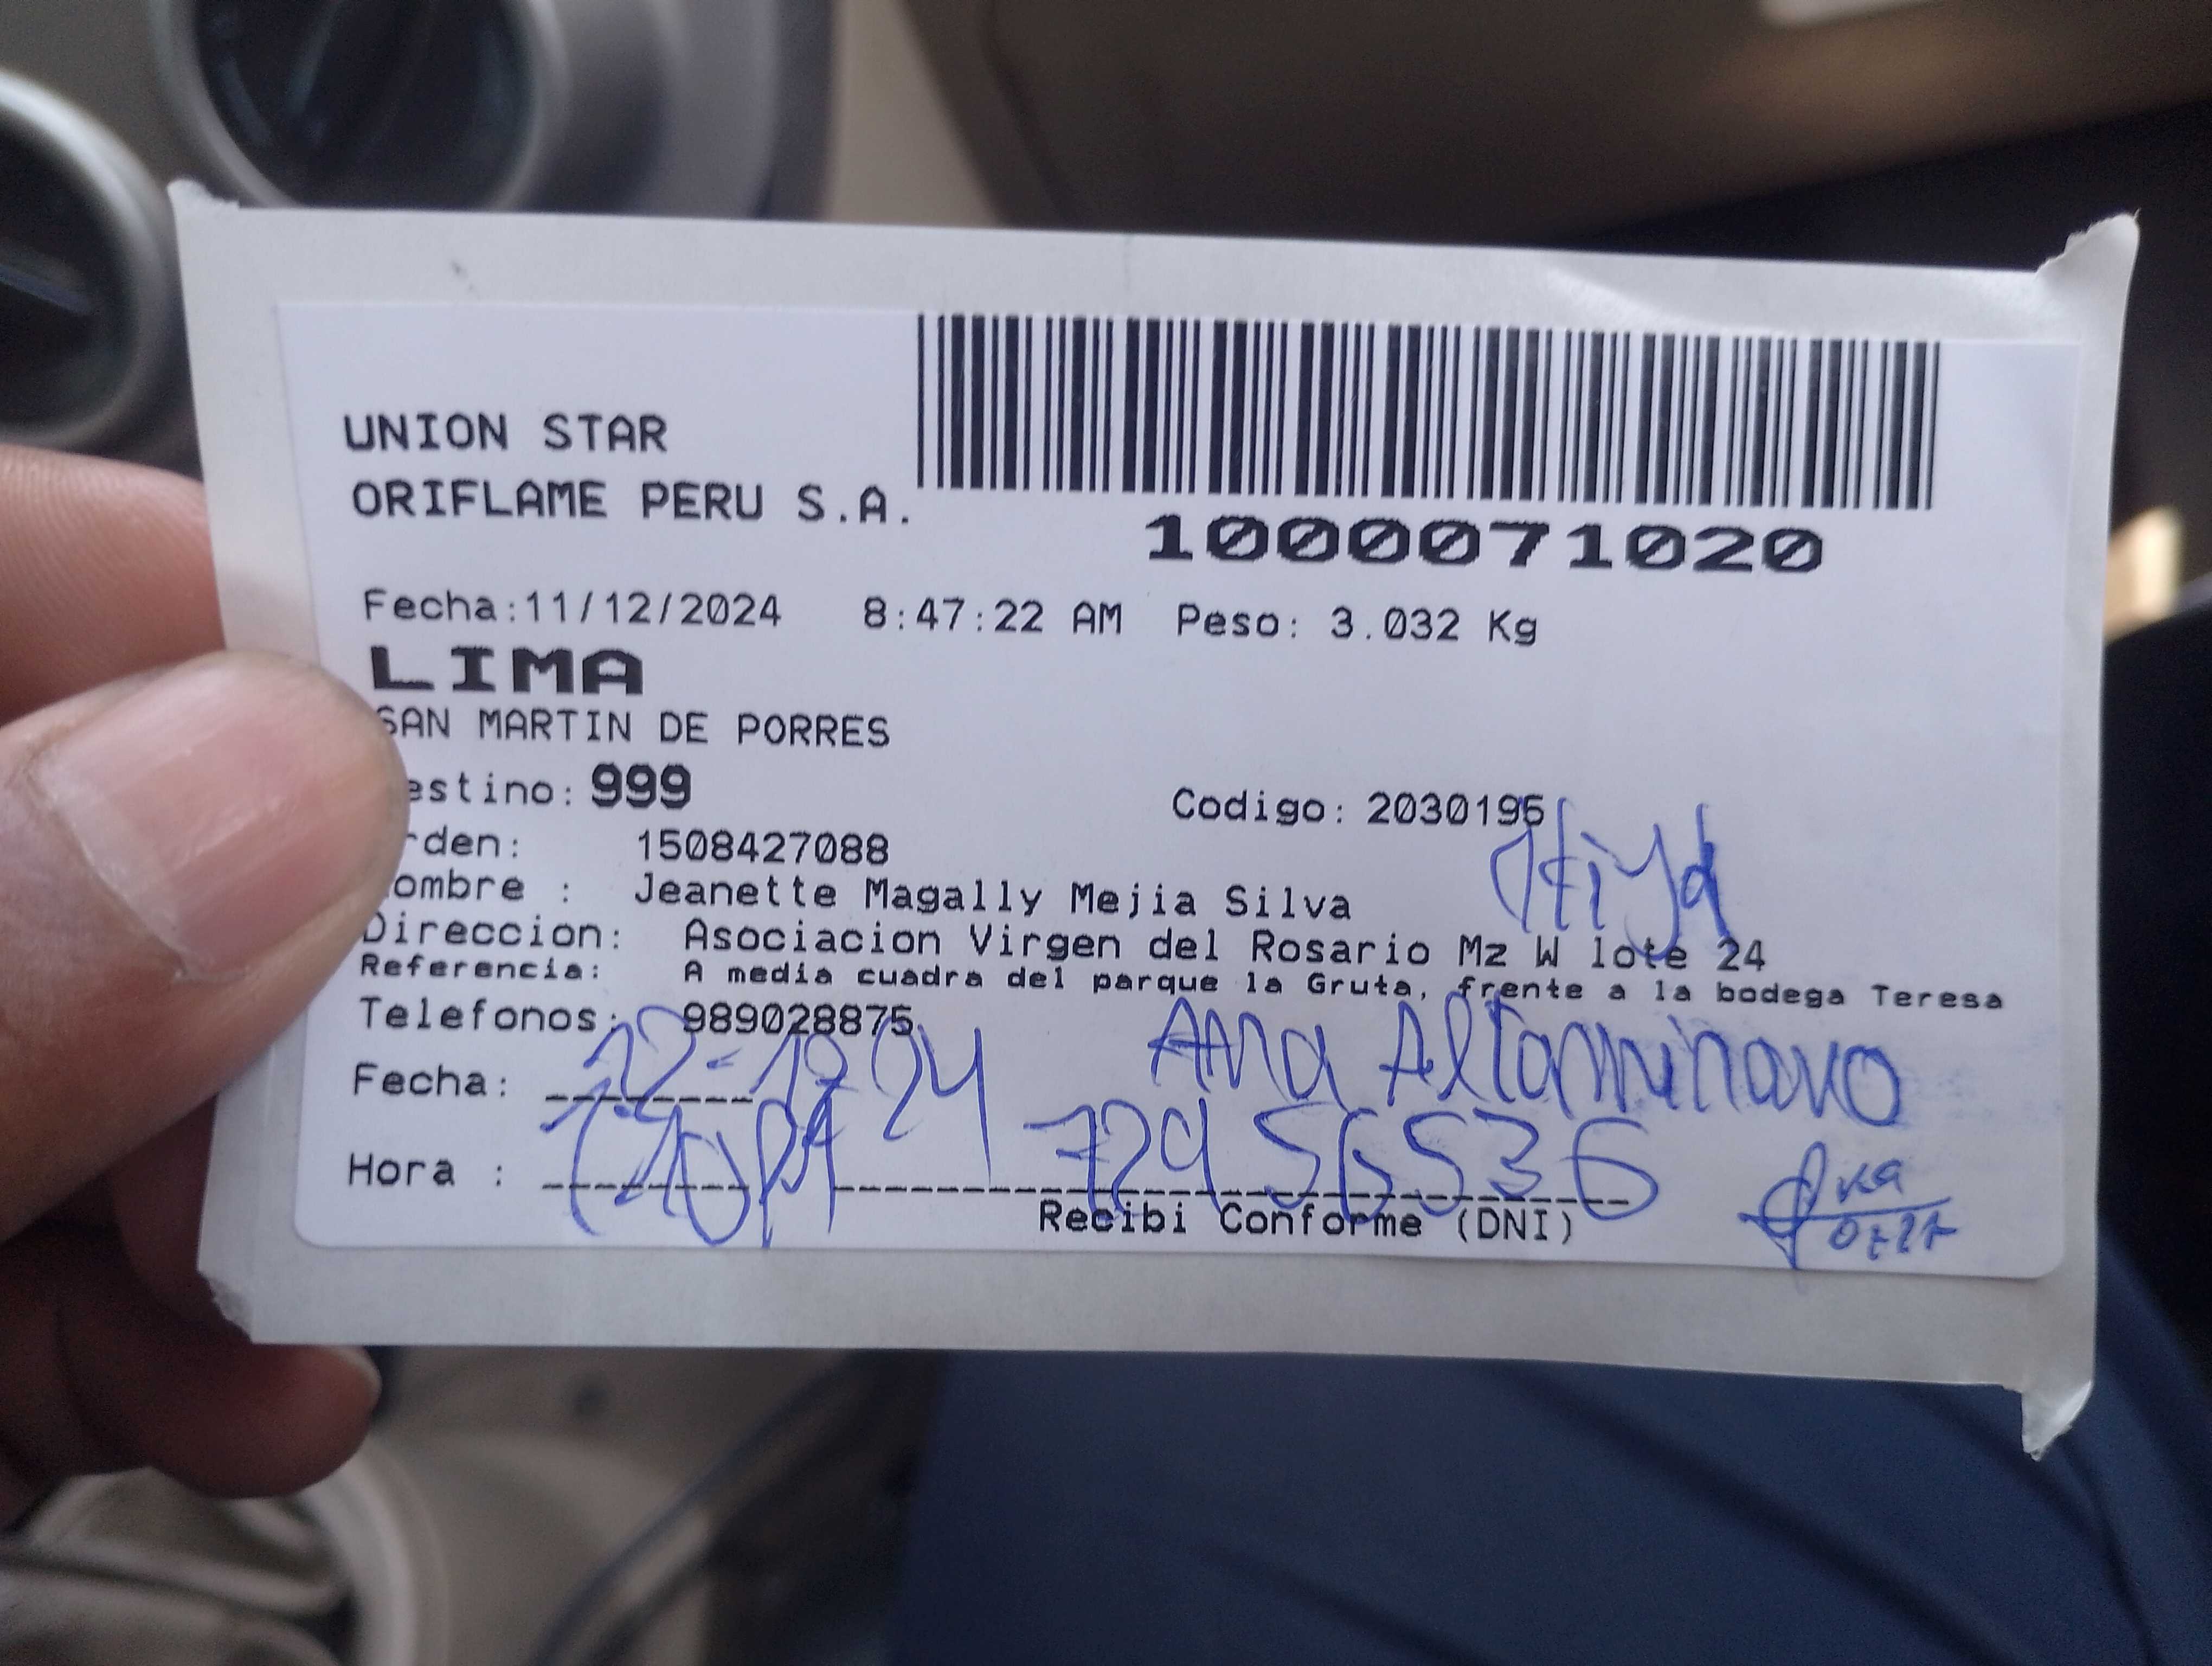 UNION STAR
ORIFLAME PERU S.A.
1000071020
Fecha:11/12/2024 8:47:22 AM Peso: 3.032 Kg
LIMA
SAN MARTIN DE PORRES
estino: 999 Codigo: 2030195
rden: 1508427088
ombre : Jeanette Magally Mejia Silva
Hija
Direccion: Asociacion Virgen del Rosario Mz W lote 24
Referencia: A media cuadra del parque la Gruta, frente a la bodega Teresa
Telefonos: 989028875
Ana Altamirano
Fecha: 24
72956536
Hora :
Recibi Conforme (DNI)